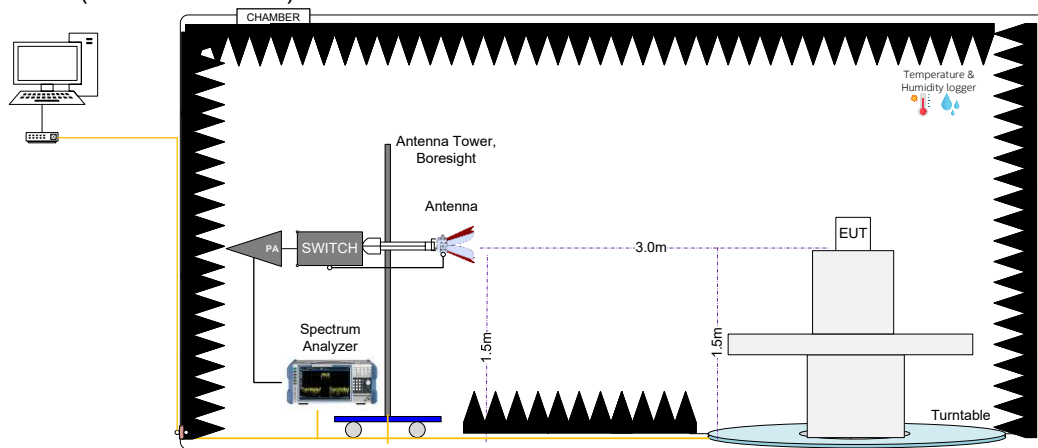 CHAMBER
Temperature &
Humidity logger
Antenna Tower,
Boresight
Antenna
PA
SWITCH
3.0m
EUT
1.5m
1.5m
Spectrum
Analyzer
Turntable